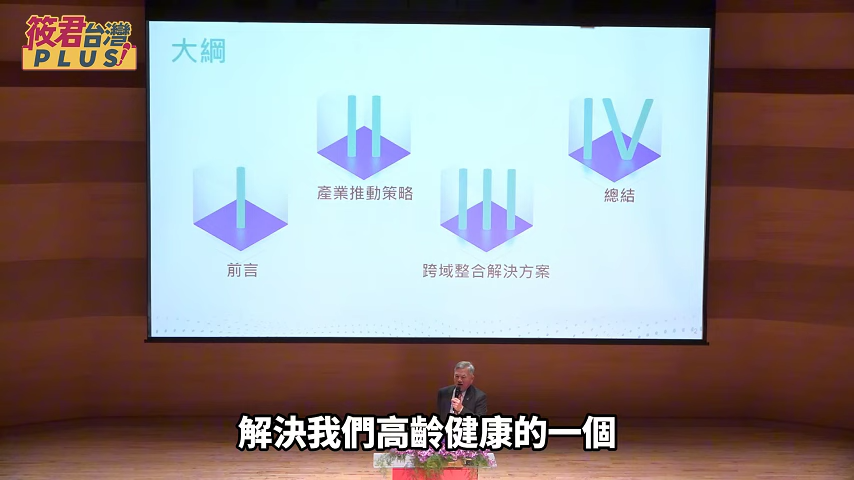 筱君台灣
PLUS!
大綱
I
前言
II
產業推動策略
III
跨域整合解決方案
IV
總結
解決我們高齡健康的一個